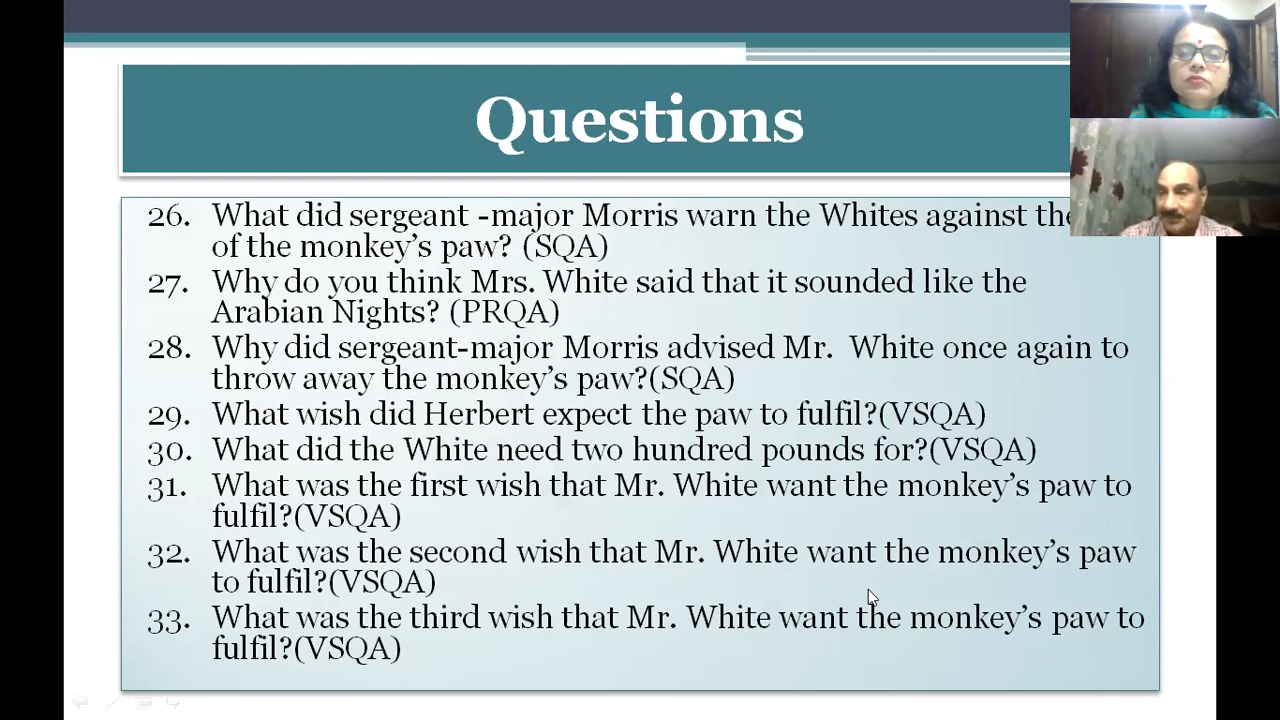 Questions
26. What did sergeant -major Morris warn the Whites against the
of the monkey's paw? (SQA)
27. Why do you think Mrs. White said that it sounded like the
Arabian Nights? (PRQA)
28. Why did sergeant-major Morris advised Mr. White once again to
throw away the monkey's paw?(SQA)
29. What wish did Herbert expect the paw to fulfil?(VSQA)
30. What did the White need two hundred pounds for?(VSQA)
31. What was the first wish that Mr. White want the monkey's paw to
fulfil?(VSQA)
32. What was the second wish that Mr. White want the monkey's paw
to fulfil?(VSQA)
33. What was the third wish that Mr. White want the monkey's paw to
fulfil?(VSQA)